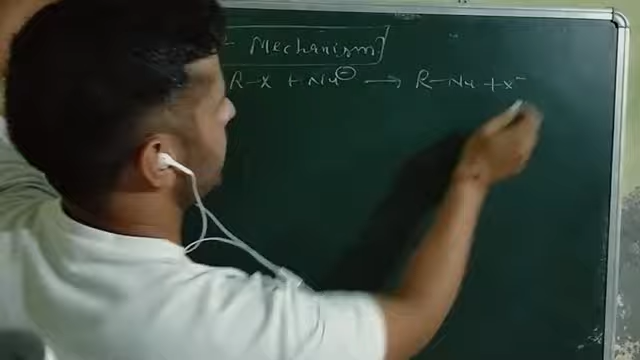 - Mechanism]
R-X + Nu⊖ → R-Nu + X⁻